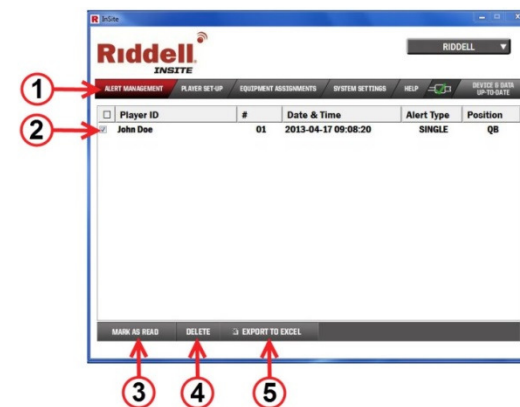 R InSite
Riddell
INSITE
RIDDELL ▼
1 ALERT MANAGEMENT PLAYER SET-UP EQUIPMENT ASSIGNMENTS SYSTEM SETTINGS HELP DEVICE & DATA
UP-TO-DATE
Player ID # Date & Time Alert Type Position
2 John Doe 01 2013-04-17 09:08:20 SINGLE QB
MARK AS READ DELETE EXPORT TO EXCEL
3 4 5